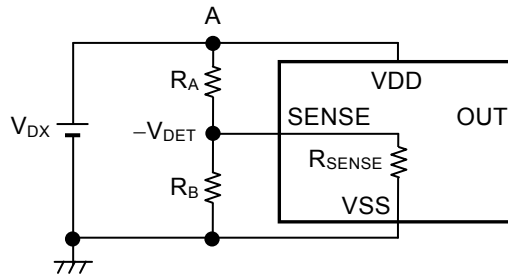 A
RA
VDD
SENSE
OUT
VDX
−VDET
RSENSE
RB
VSS